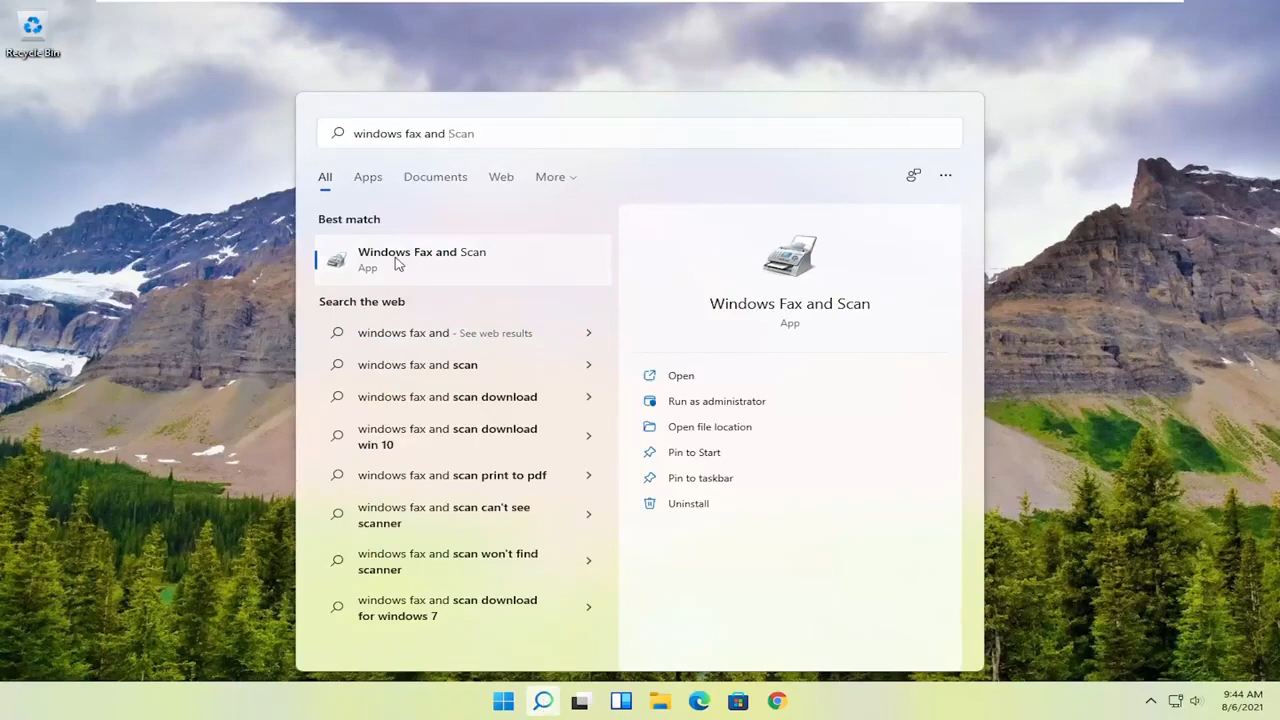 Recycle Bin
windows fax and Scan
All Apps Documents Web More
Best match
Windows Fax and Scan
App
Search the web
windows fax and - See web results
windows fax and scan
windows fax and scan download
windows fax and scan download
win 10
windows fax and scan print to pdf
windows fax and scan can't see
scanner
windows fax and scan won't find
scanner
windows fax and scan download
for windows 7
Windows Fax and Scan
App
Open
Run as administrator
Open file location
Pin to Start
Pin to taskbar
Uninstall
9:44 AM
8/6/2021